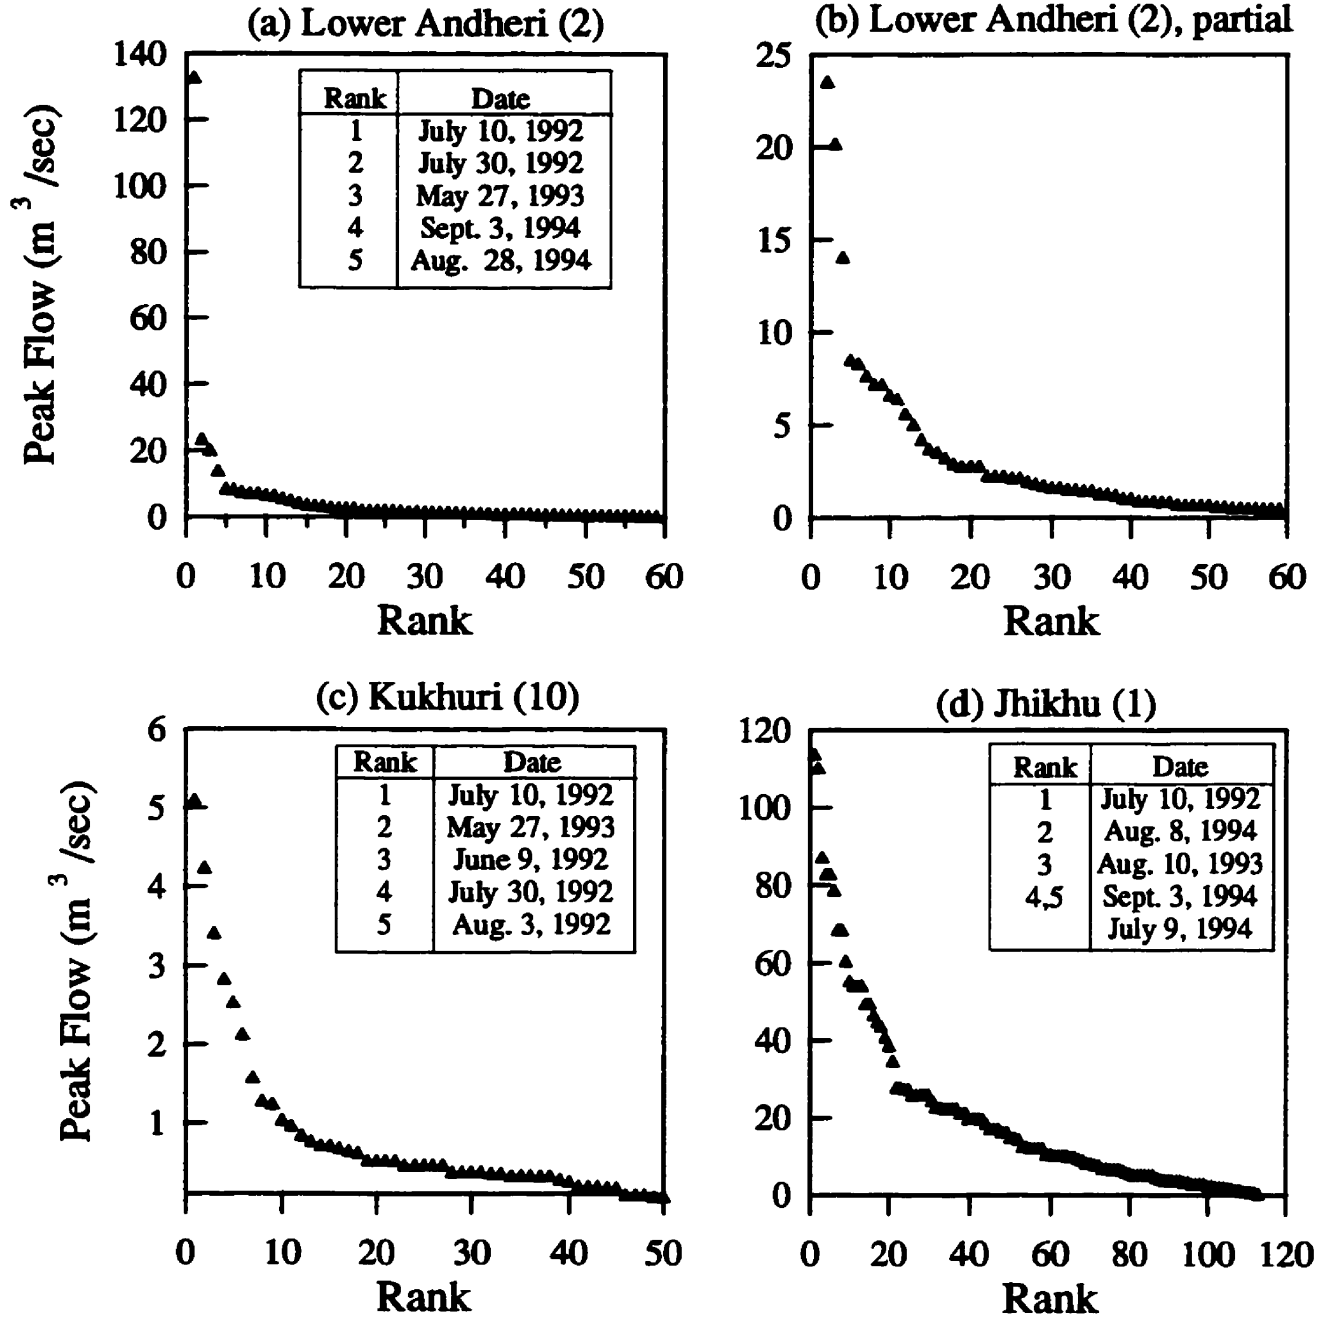 (a) Lower Andheri (2)
Peak Flow (m 3 /sec)
140
120
100
80
60
40
20
0
Rank Date
1 July 10, 1992
2 July 30, 1992
3 May 27, 1993
4 Sept. 3, 1994
5 Aug. 28, 1994
0 10 20 30 40 50 60
Rank
(b) Lower Andheri (2), partial
25
20
15
10
5
0
0 10 20 30 40 50 60
Rank
(c) Kukhuri (10)
Peak Flow (m 3 /sec)
6
5
4
3
2
1
Rank Date
1 July 10, 1992
2 May 27, 1993
3 June 9, 1992
4 July 30, 1992
5 Aug. 3, 1992
0 10 20 30 40 50
Rank
(d) Jhikhu (1)
120
100
80
60
40
20
0
Rank Date
1 July 10, 1992
2 Aug. 8, 1994
3 Aug. 10, 1993
4,5 Sept. 3, 1994
July 9, 1994
0 20 40 60 80 100 120
Rank